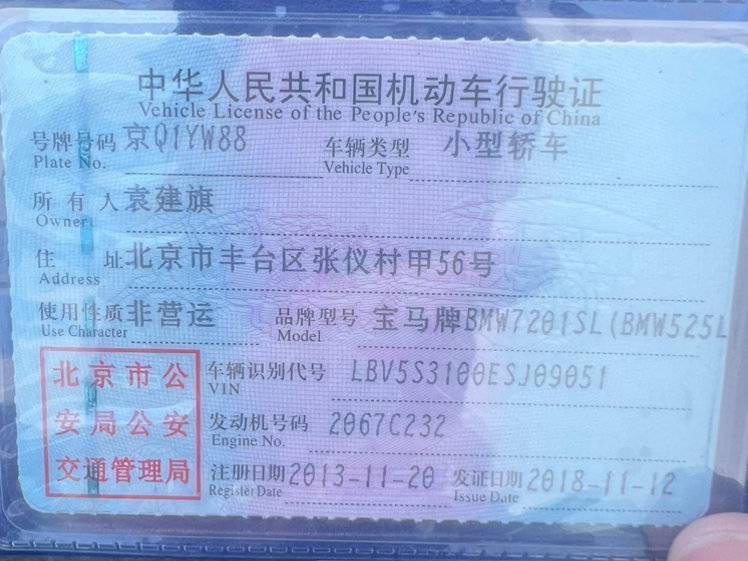 中华人民共和国机动车行驶证
Vehicle License of the People's Republic of China
号牌号码 京Q1YW88 车辆类型 小型轿车
Plate No. Vehicle Type
所有人 袁建旗
Owner
住址 北京市丰台区张仪村甲56号
Address
使用性质 非营运 品牌型号 宝马牌BMW7201SL(BMW525L
Use Character Model
北京市公安局公安交通管理局
车辆识别代号 LBV5S3100ESJ09051
VIN
发动机号码 2067C232
Engine No.
注册日期 2013-11-20 发证日期 2018-11-12
Register Date Issue Date